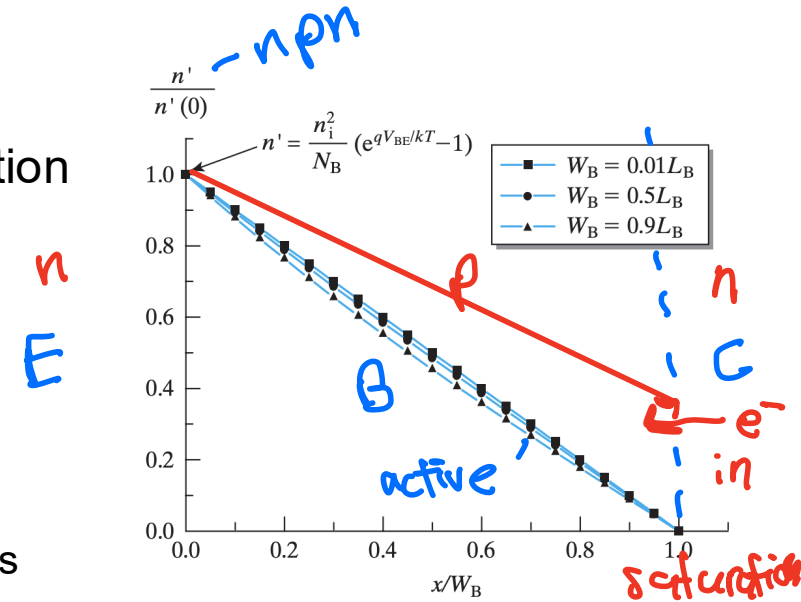 npn
n'
n' (0)
n' = n_i^2 / N_B (e^{qV_BE/kT}−1)
tion
W_B = 0.01L_B
W_B = 0.5L_B
W_B = 0.9L_B
1.0
0.8
0.6
0.4
0.2
0.0
n
E
P
B
active
n
C
e⁻
in
0.0 0.2 0.4 0.6 0.8 1.0
saturation
s
x/W_B